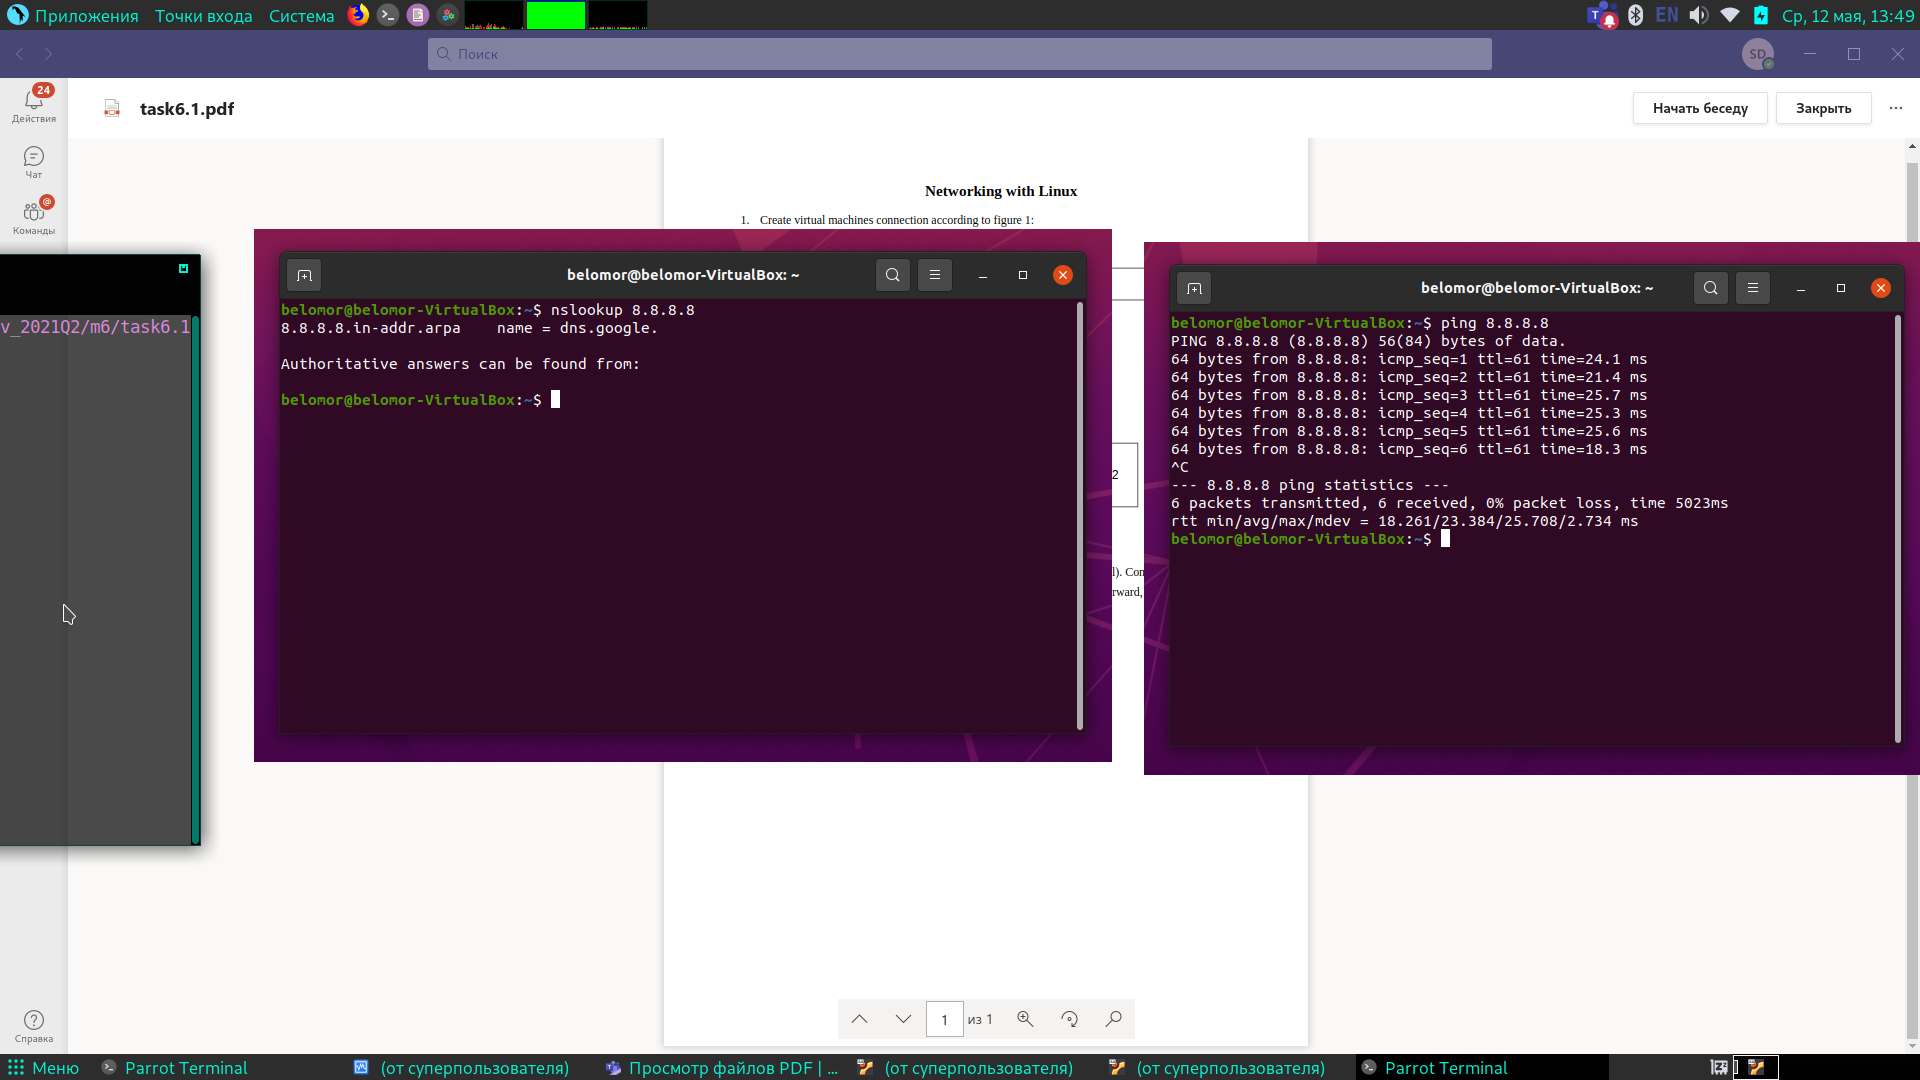 Приложения Точки входа Система EN Ср, 12 мая, 13:49
Поиск SD
24
Действия
Чат
@
Команды
task6.1.pdf Начать беседу Закрыть ...
Networking with Linux
1. Create virtual machines connection according to figure 1:
v_2021Q2/m6/task6.1
belomor@belomor-VirtualBox: ~
belomor@belomor-VirtualBox:~$ nslookup 8.8.8.8
8.8.8.8.in-addr.arpa name = dns.google.
Authoritative answers can be found from:
belomor@belomor-VirtualBox:~$
2
l). Con
rward,
belomor@belomor-VirtualBox: ~
belomor@belomor-VirtualBox:~$ ping 8.8.8.8
PING 8.8.8.8 (8.8.8.8) 56(84) bytes of data.
64 bytes from 8.8.8.8: icmp_seq=1 ttl=61 time=24.1 ms
64 bytes from 8.8.8.8: icmp_seq=2 ttl=61 time=21.4 ms
64 bytes from 8.8.8.8: icmp_seq=3 ttl=61 time=25.7 ms
64 bytes from 8.8.8.8: icmp_seq=4 ttl=61 time=25.3 ms
64 bytes from 8.8.8.8: icmp_seq=5 ttl=61 time=25.6 ms
64 bytes from 8.8.8.8: icmp_seq=6 ttl=61 time=18.3 ms
^C
--- 8.8.8.8 ping statistics ---
6 packets transmitted, 6 received, 0% packet loss, time 5023ms
rtt min/avg/max/mdev = 18.261/23.384/25.708/2.734 ms
belomor@belomor-VirtualBox:~$
1 из 1
Справка
Меню Parrot Terminal (от суперпользователя) Просмотр файлов PDF | ... (от суперпользователя) (от суперпользователя) Parrot Terminal